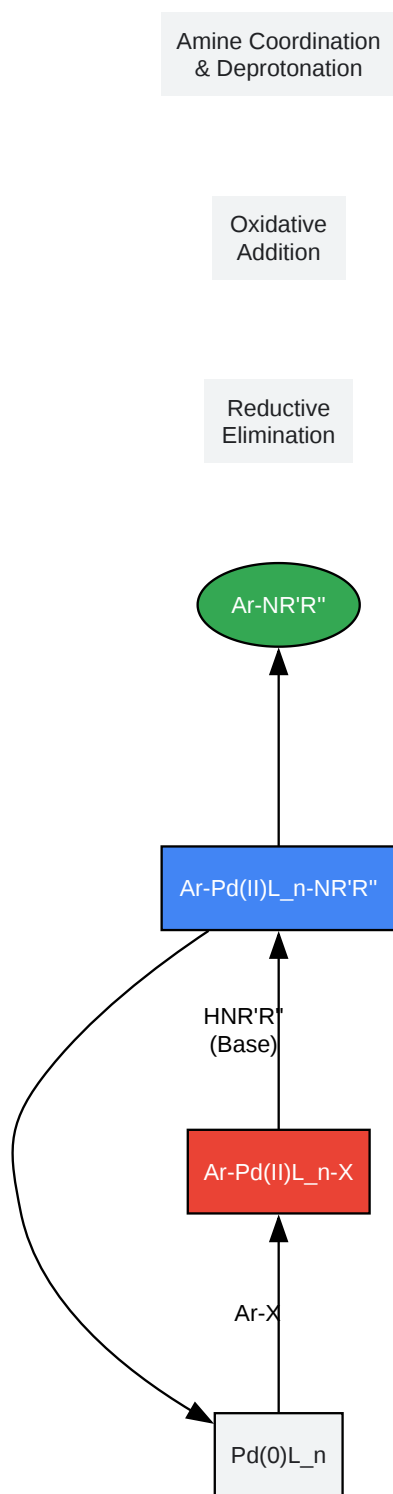 Amine Coordination
& Deprotonation
Oxidative
Addition
Reductive
Elimination
Ar-NR'R"
Ar-Pd(II)L_n-NR'R"
HNR'R"
(Base)
Ar-Pd(II)L_n-X
Ar-X
Pd(0)L_n